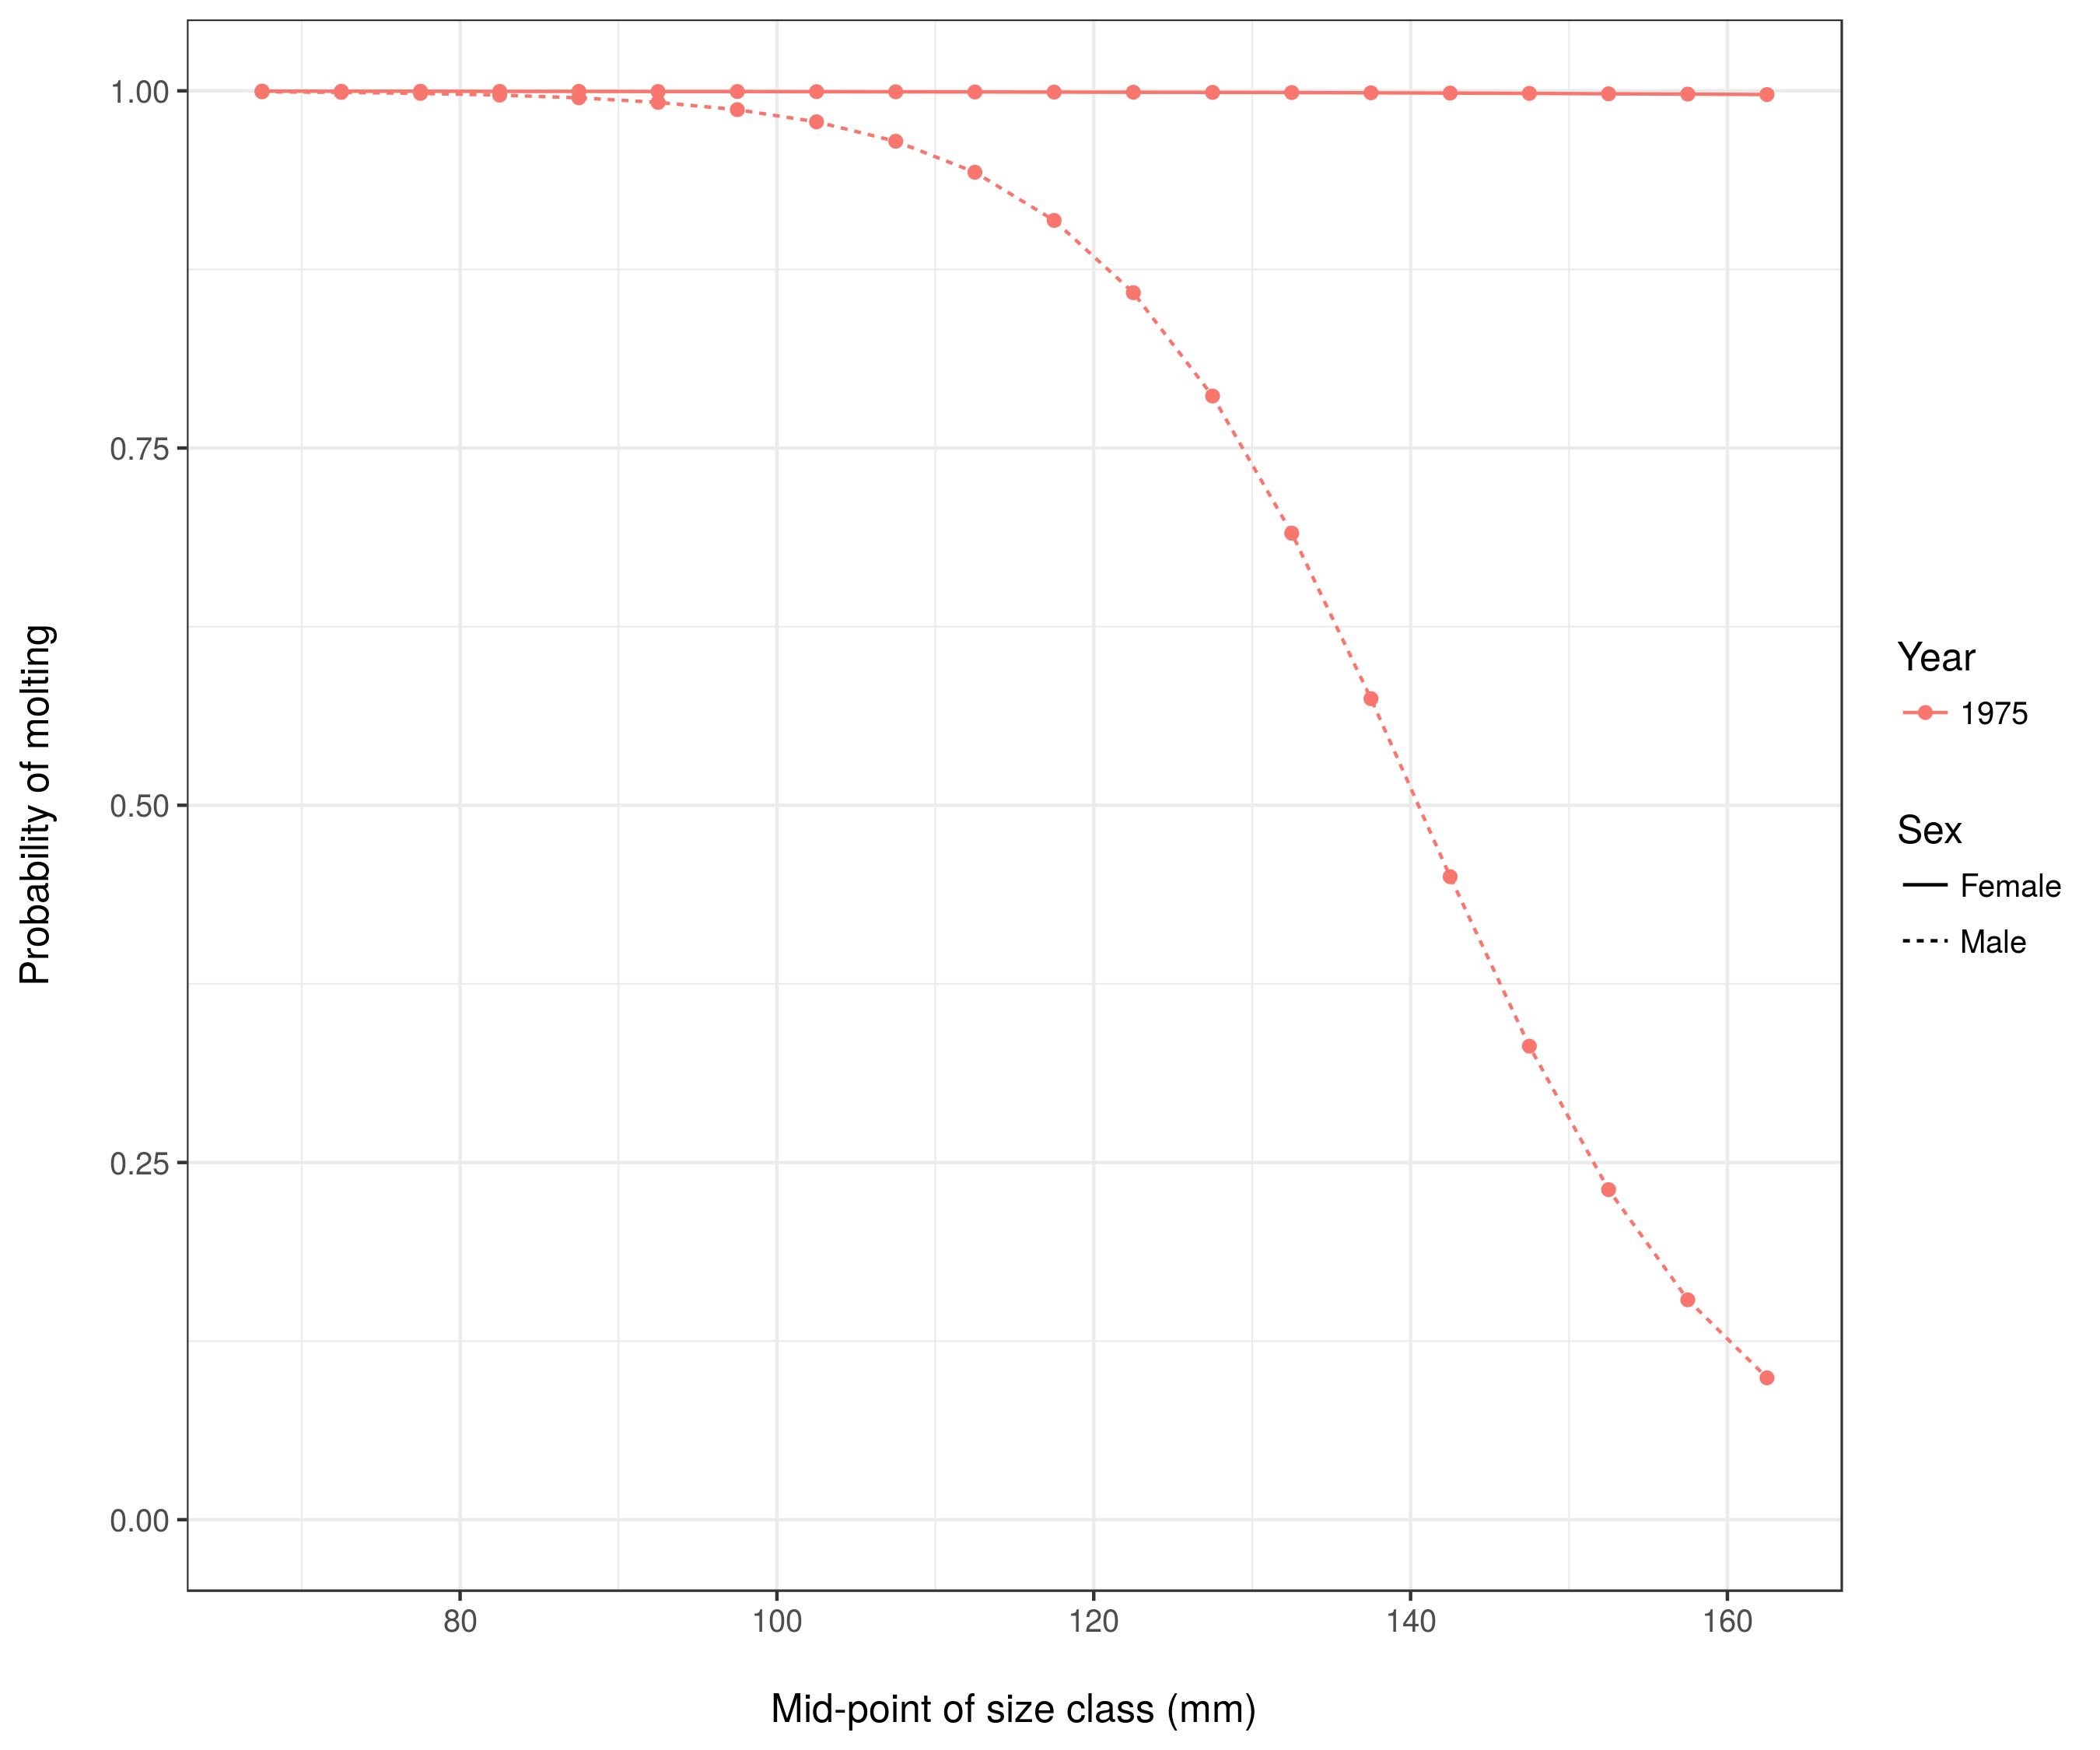 Probability of molting
1.00
0.75
0.50
0.25
0.00
80 100 120 140 160
Mid-point of size class (mm)
Year
1975
Sex
Female
Male